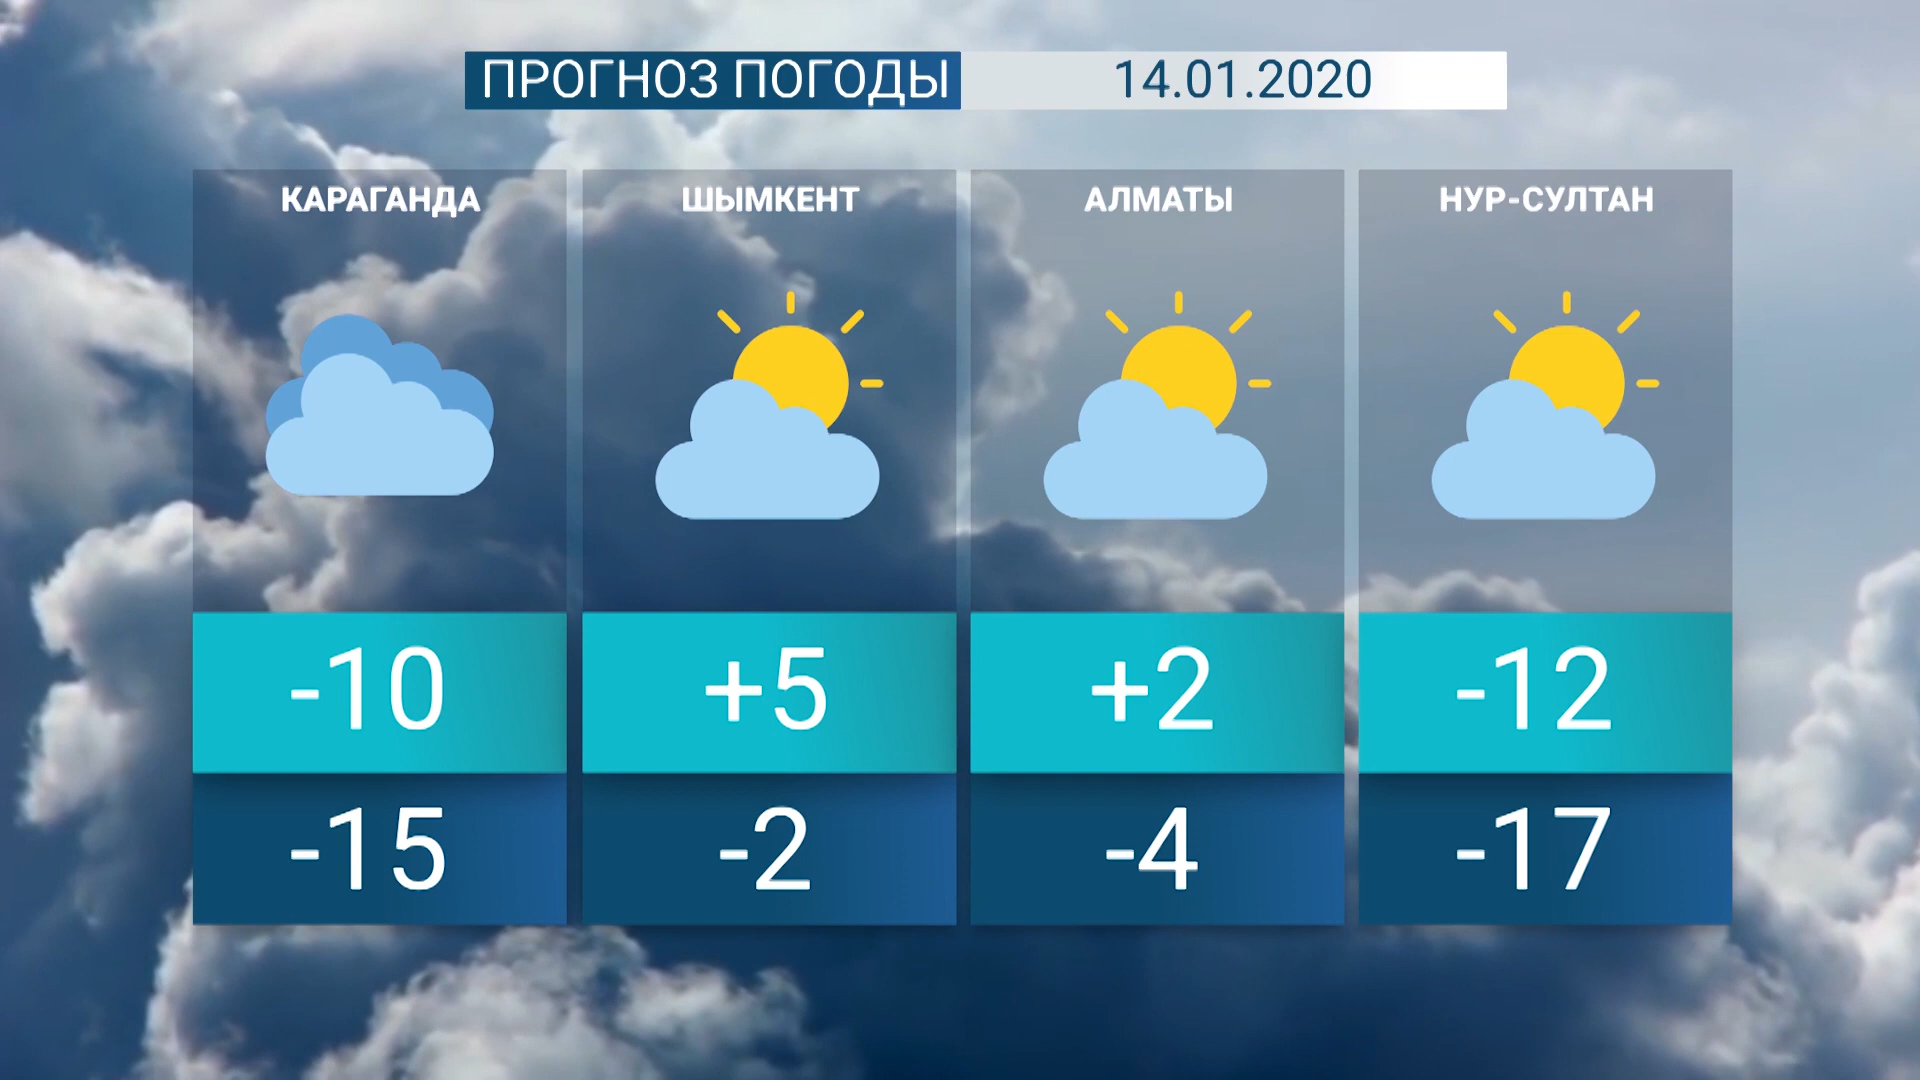 ПРОГНОЗ ПОГОДЫ 14.01.2020
КАРАГАНДА ШЫМКЕНТ АЛМАТЫ НУР-СУЛТАН
-10 +5 +2 -12
-15 -2 -4 -17